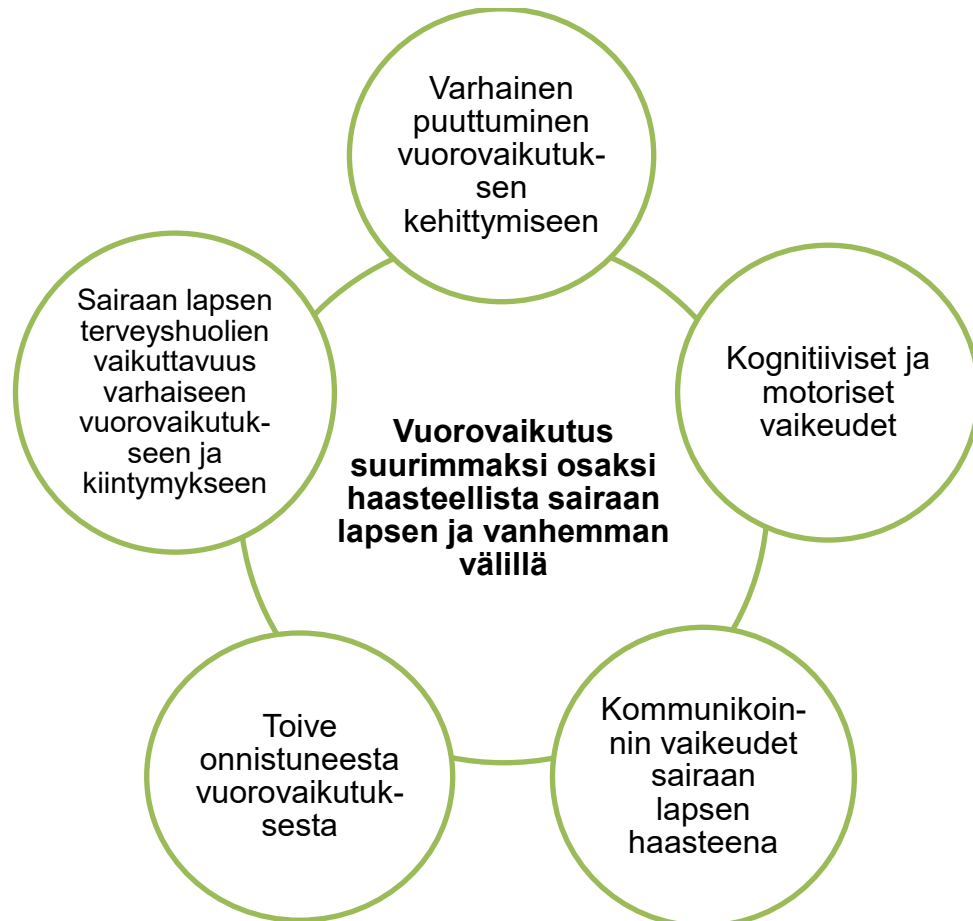 Varhainen
puuttuminen
vuorovaikutuk-
sen
kehittymiseen
Kognitiiviset ja
motoriset
vaikeudet
Kommunikoin-
nin vaikeudet
sairaan
lapsen
haasteena
Toive
onnistuneesta
vuorovaikutuk-
sesta
Sairaan lapsen
terveyshuolien
vaikuttavuus
varhaiseen
vuorovaikutuk-
seen ja
kiintymykseen
Vuorovaikutus
suurimmaksi osaksi
haasteellista sairaan
lapsen ja vanhemman
välillä